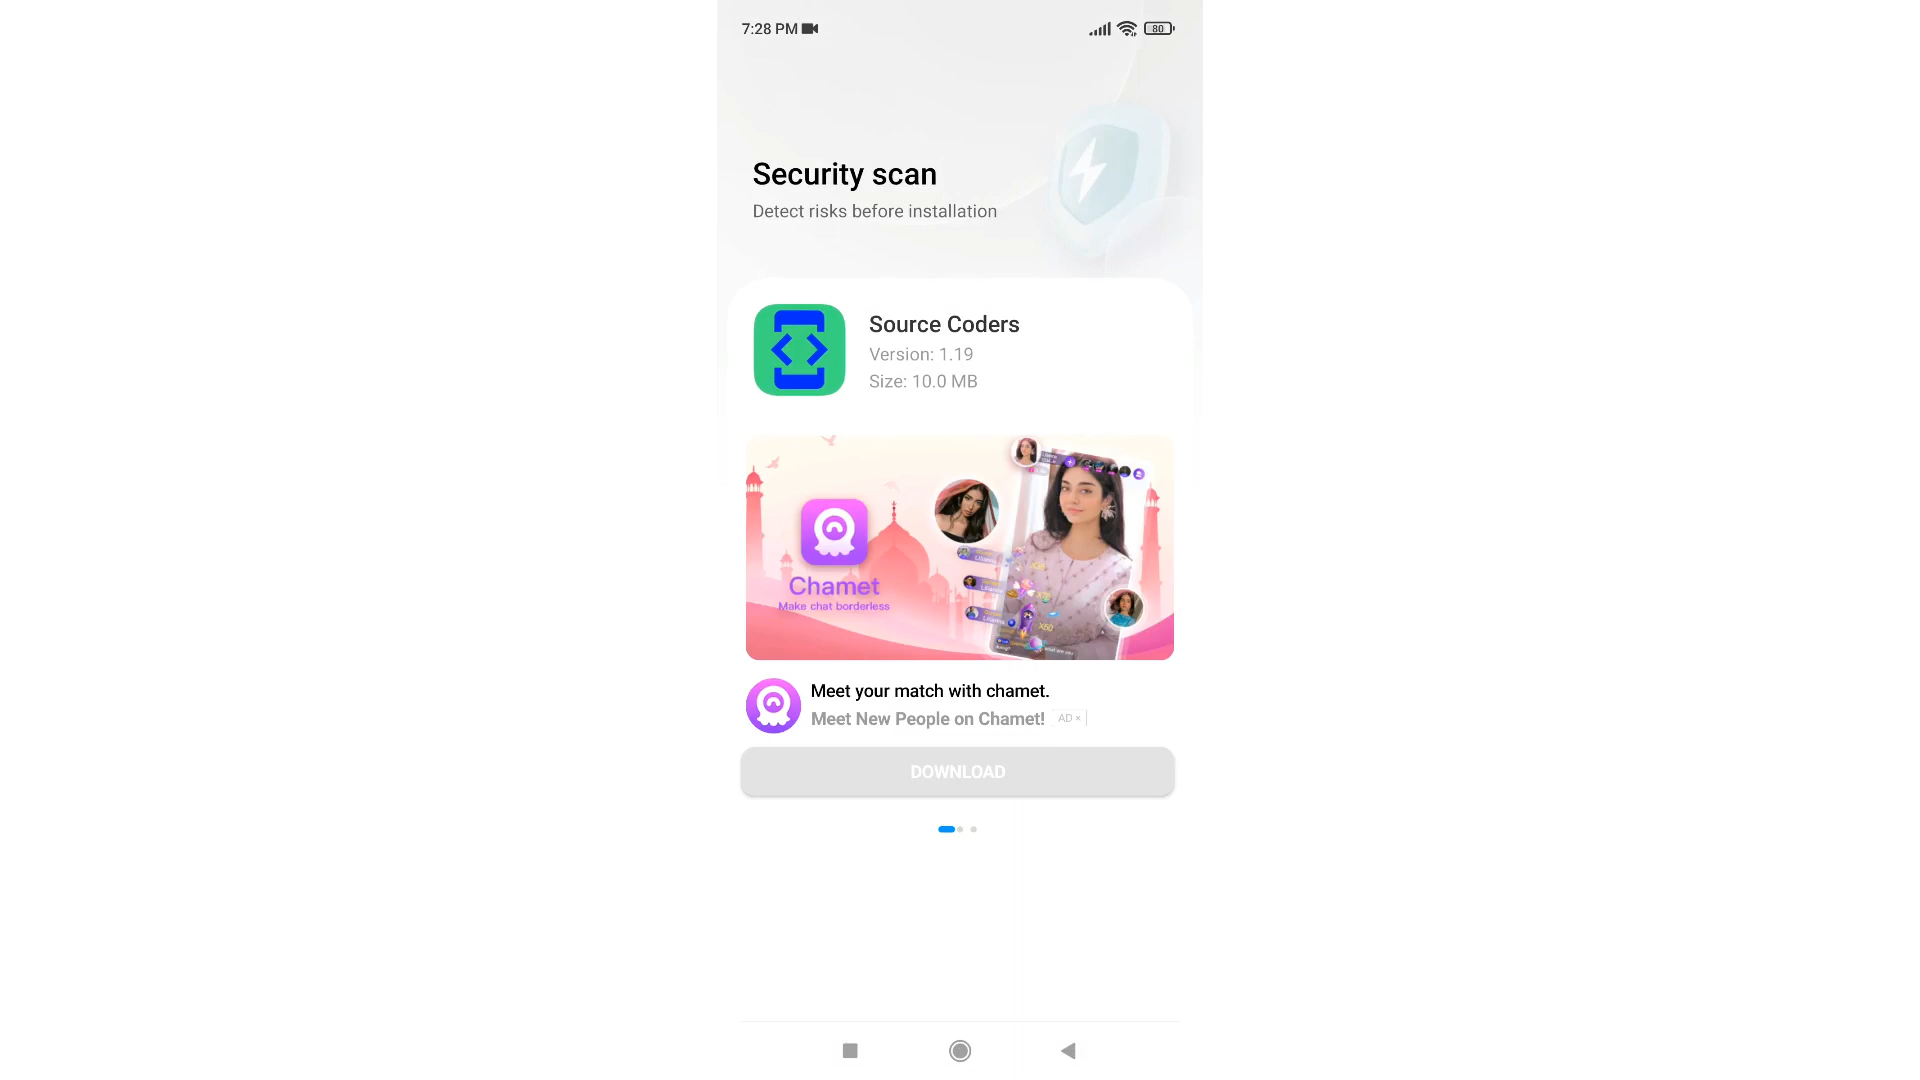 7:28 PM
80
Security scan
Detect risks before installation
Source Coders
Version: 1.19
Size: 10.0 MB
Chamet
Make chat borderless
X60
Meet your match with chamet.
Meet New People on Chamet!
AD ×
DOWNLOAD